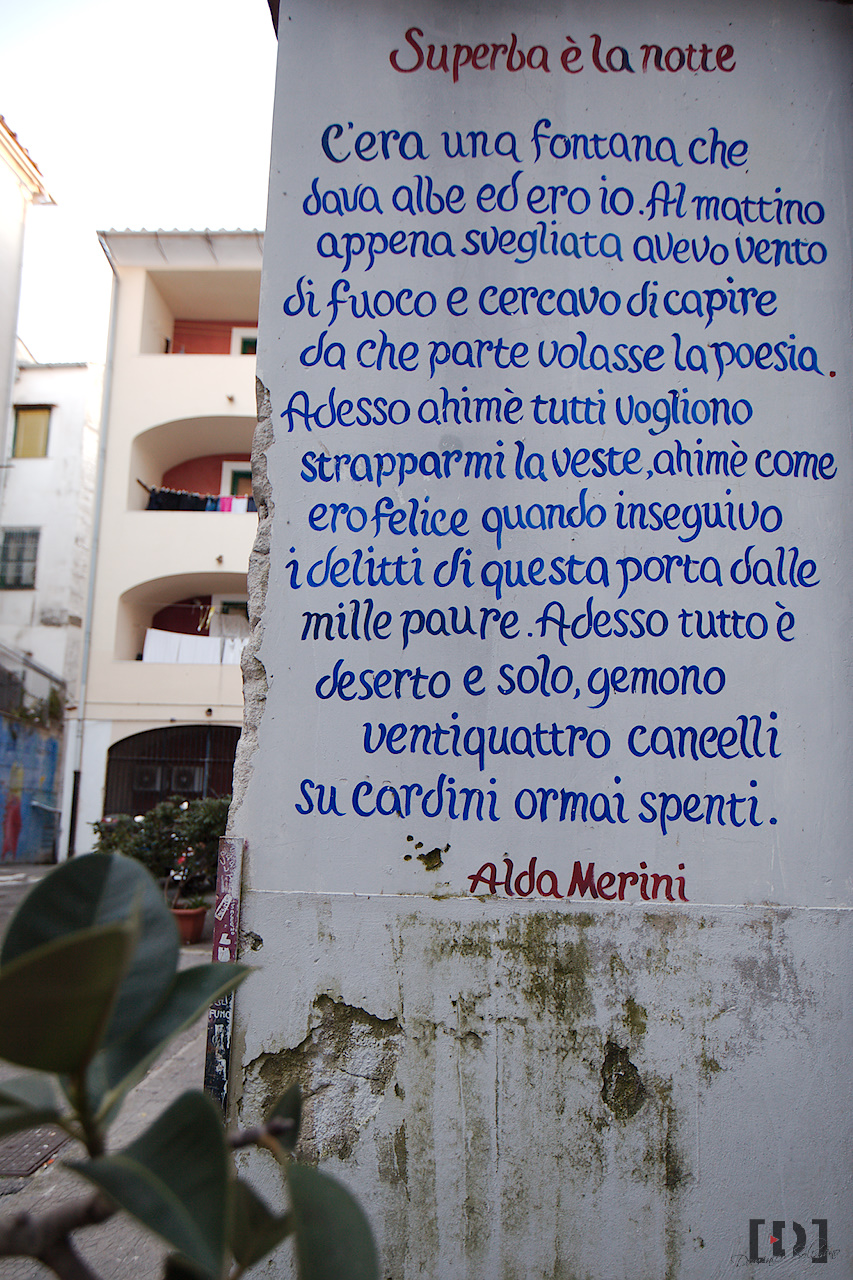 Superba è la notte
C'era una fontana che
dava albe ed ero io. Al mattino
appena svegliata avevo vento
di fuoco e cercavo di capire
da che parte volasse la poesia.
Adesso ahimè tutti vogliono
strapparmi la veste, ahimè come
ero felice quando inseguivo
i delitti di questa porta dalle
mille paure. Adesso tutto è
deserto e solo, gemono
ventiquattro cancelli
su cardini ormai spenti.
Alda Merini
[D]